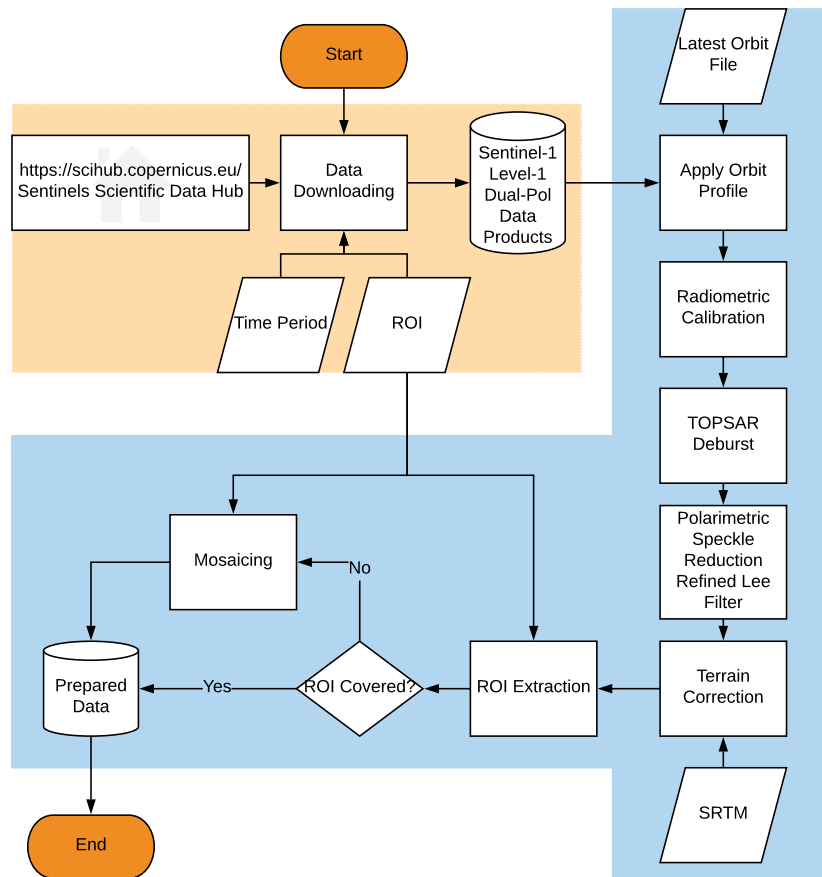 Start
Latest Orbit
File
https://scihub.copernicus.eu/
Sentinels Scientific Data Hub
Data
Downloading
Sentinel-1
Level-1
Dual-Pol
Data
Products
Apply Orbit
Profile
Time Period
ROI
Radiometric
Calibration
TOPSAR
Deburst
Polarimetric
Speckle
Reduction
Refined Lee
Filter
Mosaicing
No
Prepared
Data
Yes
ROI Covered?
ROI Extraction
Terrain
Correction
SRTM
End